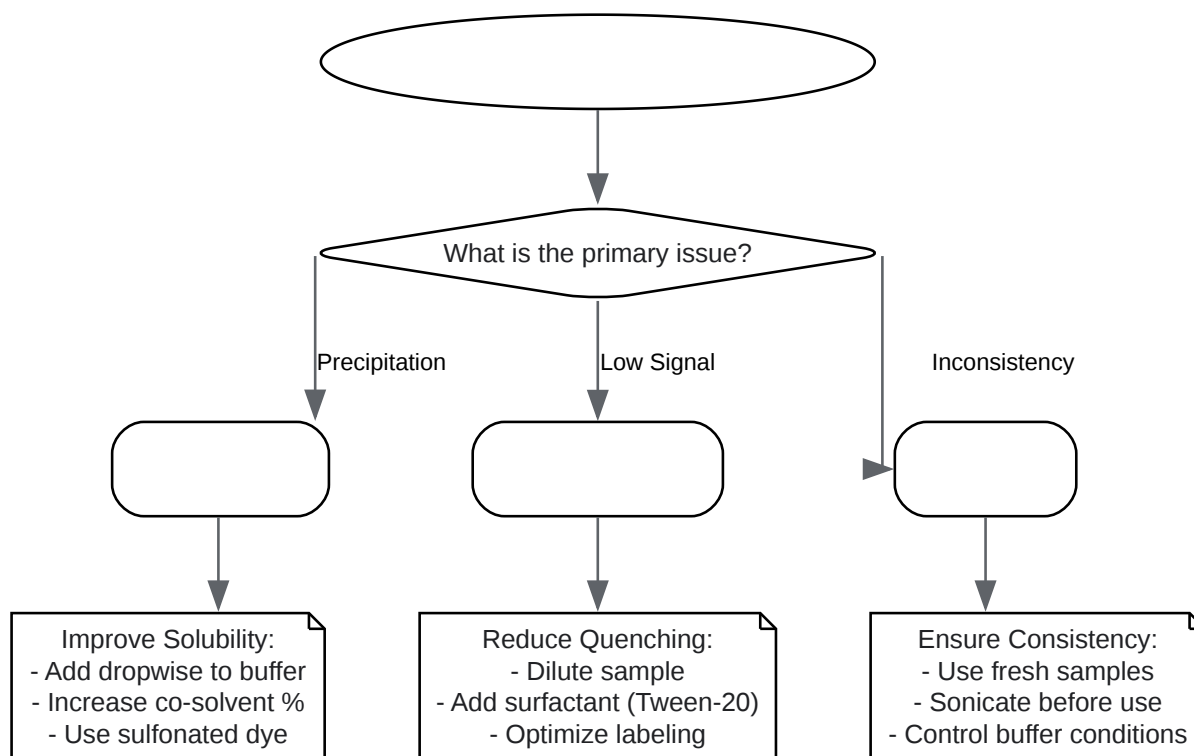 What is the primary issue?
Precipitation
Low Signal
Inconsistency
Improve Solubility:
- Add dropwise to buffer
- Increase co-solvent %
- Use sulfonated dye
Reduce Quenching:
- Dilute sample
- Add surfactant (Tween-20)
- Optimize labeling
Ensure Consistency:
- Use fresh samples
- Sonicate before use
- Control buffer conditions